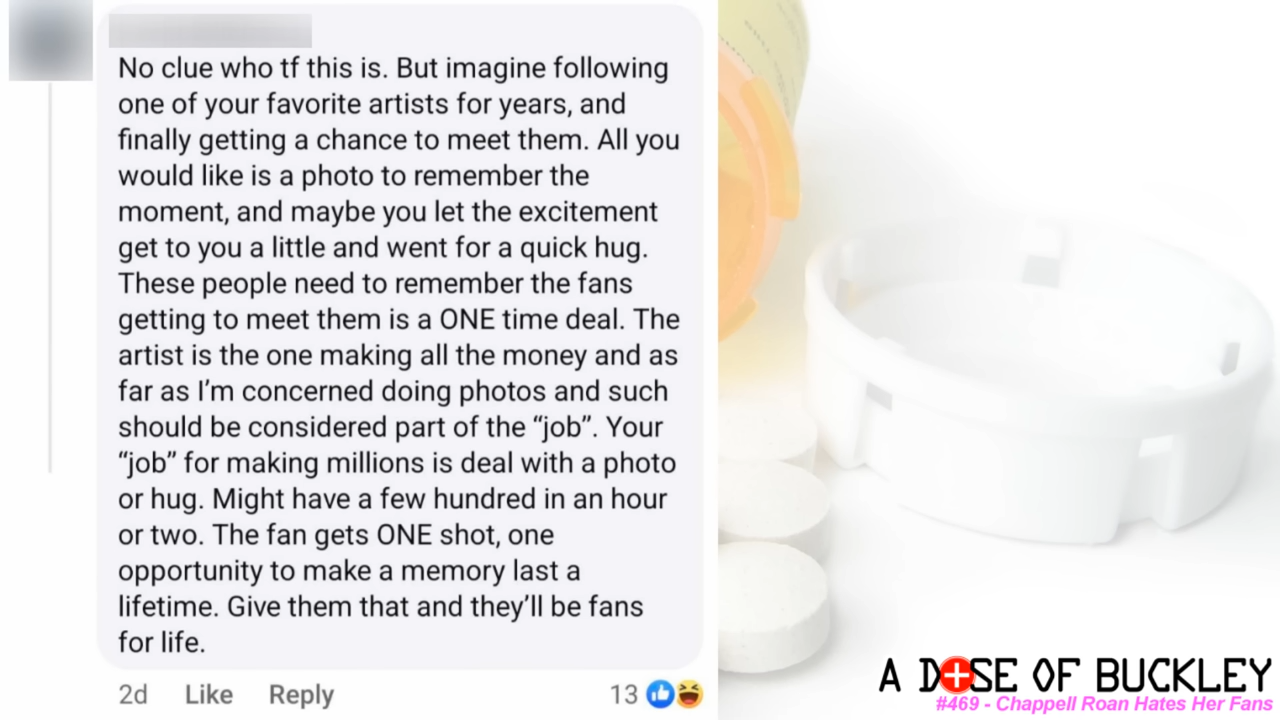 No clue who tf this is. But imagine following
one of your favorite artists for years, and
finally getting a chance to meet them. All you
would like is a photo to remember the
moment, and maybe you let the excitement
get to you a little and went for a quick hug.
These people need to remember the fans
getting to meet them is a ONE time deal. The
artist is the one making all the money and as
far as I’m concerned doing photos and such
should be considered part of the “job”. Your
“job” for making millions is deal with a photo
or hug. Might have a few hundred in an hour
or two. The fan gets ONE shot, one
opportunity to make a memory last a
lifetime. Give them that and they’ll be fans
for life.
2d Like Reply 13
A DOSE OF BUCKLEY
#469 - Chappell Roan Hates Her Fans